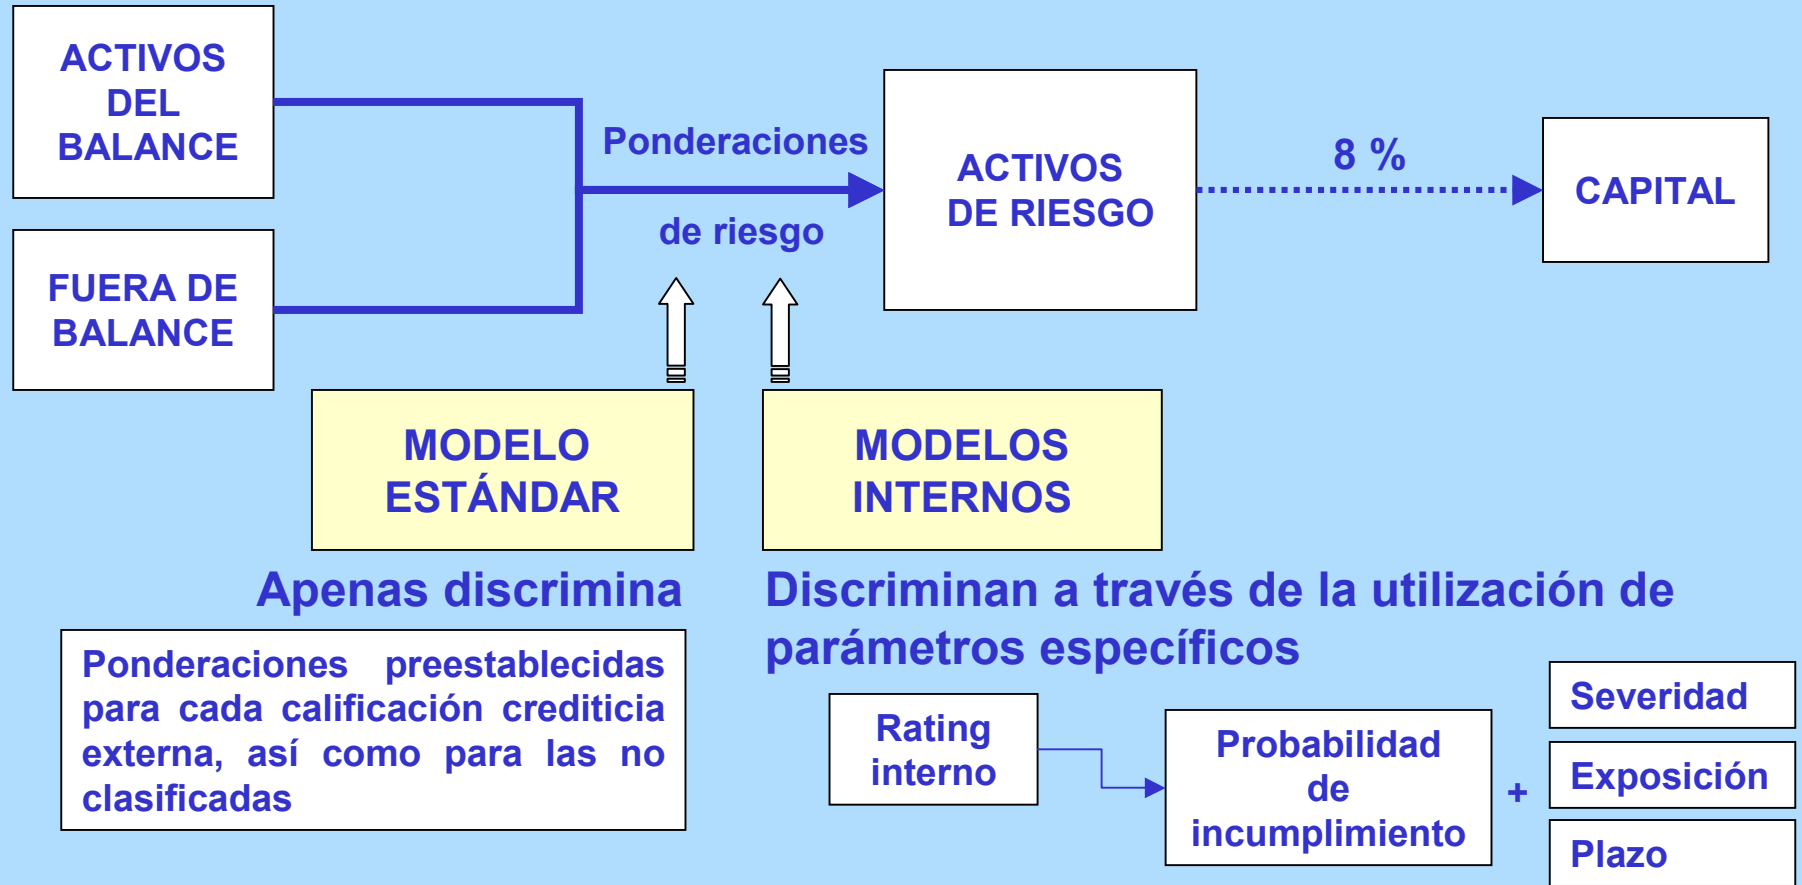 ACTIVOS
DEL
BALANCE
FUERA DE
BALANCE
Ponderaciones
de riesgo
ACTIVOS
DE RIESGO
8 %
CAPITAL
MODELO
ESTÁNDAR
MODELOS
INTERNOS
Apenas discrimina
Ponderaciones preestablecidas
para cada calificación crediticia
externa, así como para las no
clasificadas
Discriminan a través de la utilización de
parámetros específicos
Rating
interno
Probabilidad
de
incumplimiento
+
Severidad
Exposición
Plazo